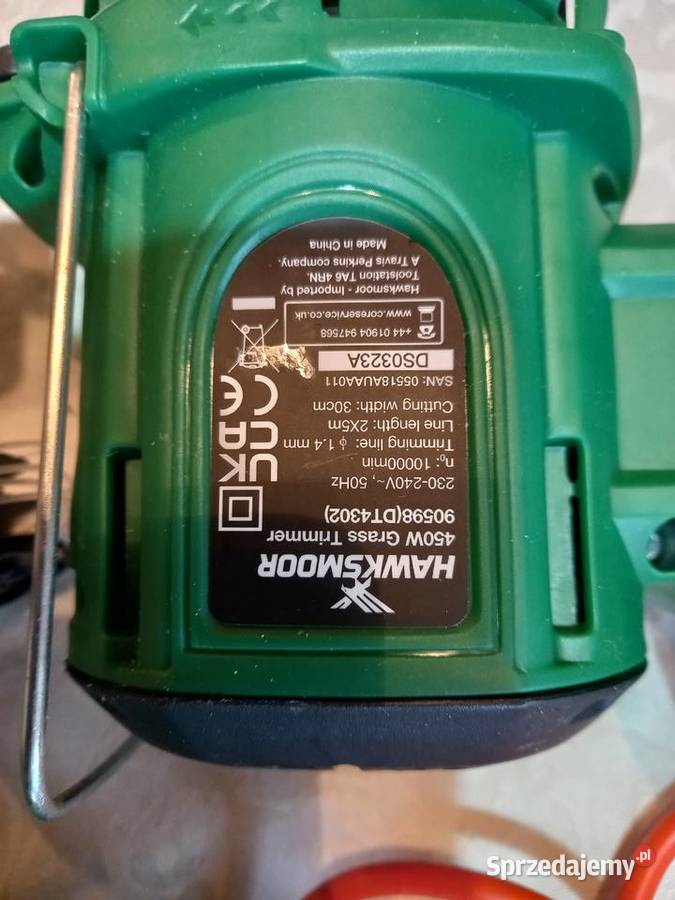 HAWKSMOOR
450W Grass Trimmer
90598(DT4302)
230-240V~, 50Hz
n₀: 10000min
Trimming line: ϕ 1.4 mm
Line length: 2X5m
Cutting width: 30cm
SAN: 05518AUAA011
DS0323A
+44 01904 947568
www.coreservice.co.uk
Hawksmoor - Imported by
Toolstation TA6 4RN.
A Travis Perkins company.
Made in China
UK
CA
CE
Sprzedajemy.pl